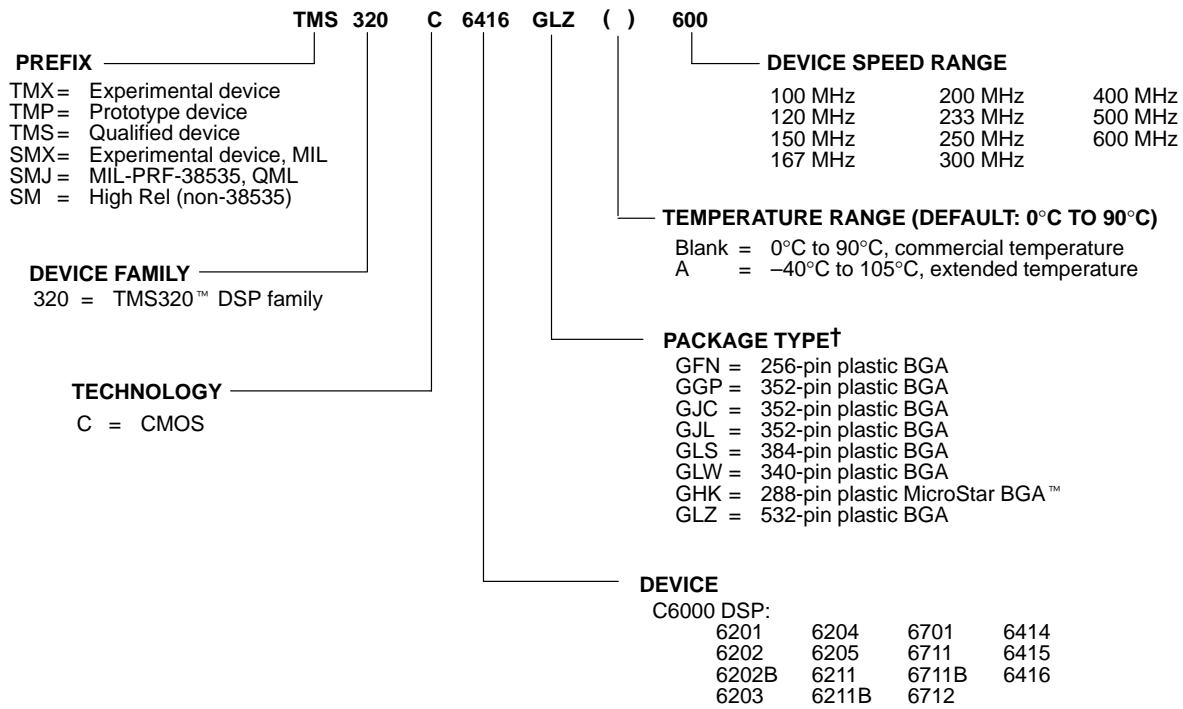 TMS 320 C 6416 GLZ ( ) 600
PREFIX
TMX = Experimental device
TMP = Prototype device
TMS = Qualified device
SMX = Experimental device, MIL
SMJ = MIL-PRF-38535, QML
SM = High Rel (non-38535)
DEVICE SPEED RANGE
100 MHz 200 MHz 400 MHz
120 MHz 233 MHz 500 MHz
150 MHz 250 MHz 600 MHz
167 MHz 300 MHz
TEMPERATURE RANGE (DEFAULT: 0°C TO 90°C)
Blank = 0°C to 90°C, commercial temperature
A = –40°C to 105°C, extended temperature
DEVICE FAMILY
320 = TMS320™ DSP family
PACKAGE TYPE†
GFN = 256-pin plastic BGA
GGP = 352-pin plastic BGA
GJC = 352-pin plastic BGA
GJL = 352-pin plastic BGA
GLS = 384-pin plastic BGA
GLW = 340-pin plastic BGA
GHK = 288-pin plastic MicroStar BGA™
GLZ = 532-pin plastic BGA
TECHNOLOGY
C = CMOS
DEVICE
C6000 DSP:
6201 6204 6701 6414
6202 6205 6711 6415
6202B 6211 6711B 6416
6203 6211B 6712